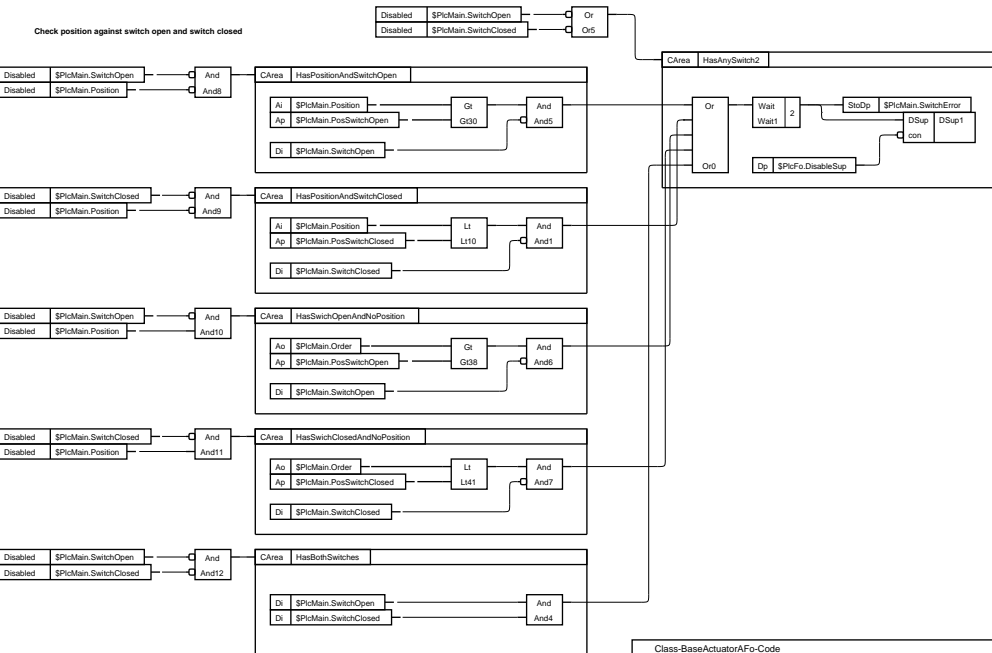 Disabled $PlcMain.SwitchOpen Or
Disabled $PlcMain.SwitchClosed Or5
Check position against switch open and switch closed
CArea HasAnySwitch2
Disabled $PlcMain.SwitchOpen And CArea HasPositionAndSwitchOpen
Disabled $PlcMain.Position And8
Ai $PlcMain.Position Gt And Or Wait 2 StoDp $PlcMain.SwitchError
Ap $PlcMain.PosSwitchOpen Gt30 And5 Wait1 DSup DSup1
con
Di $PlcMain.SwitchOpen
Or0 Dp $PlcFo.DisableSup
Disabled $PlcMain.SwitchClosed And CArea HasPositionAndSwitchClosed
Disabled $PlcMain.Position And9
Ai $PlcMain.Position Lt And
Ap $PlcMain.PosSwitchClosed Lt10 And1
Di $PlcMain.SwitchClosed
Disabled $PlcMain.SwitchOpen And CArea HasSwichOpenAndNoPosition
Disabled $PlcMain.Position And10
Ao $PlcMain.Order Gt And
Ap $PlcMain.PosSwitchOpen Gt38 And6
Di $PlcMain.SwitchOpen
Disabled $PlcMain.SwitchClosed And CArea HasSwichClosedAndNoPosition
Disabled $PlcMain.Position And11
Ao $PlcMain.Order Lt And
Ap $PlcMain.PosSwitchClosed Lt41 And7
Di $PlcMain.SwitchClosed
Disabled $PlcMain.SwitchOpen And CArea HasBothSwitches
Disabled $PlcMain.SwitchClosed And12
Di $PlcMain.SwitchOpen And
Di $PlcMain.SwitchClosed And4
Class-BaseActuatorAFo-Code